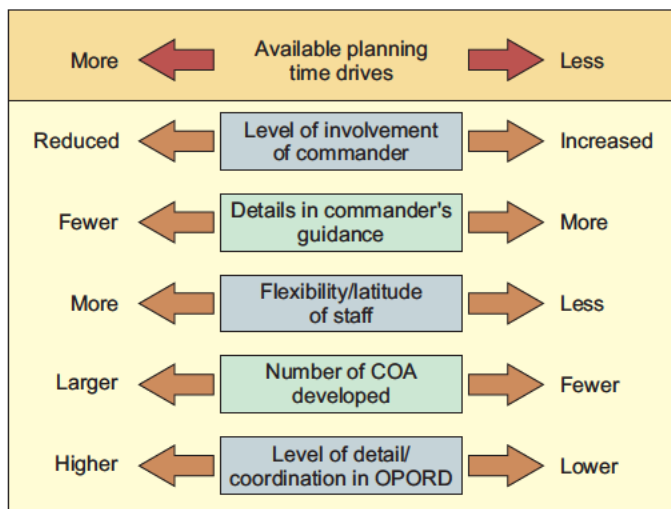 More
Available planning
time drives
Less
Reduced
Level of involvement
of commander
Increased
Fewer
Details in commander's
guidance
More
More
Flexibility/latitude
of staff
Less
Larger
Number of COA
developed
Fewer
Higher
Level of detail/
coordination in OPORD
Lower